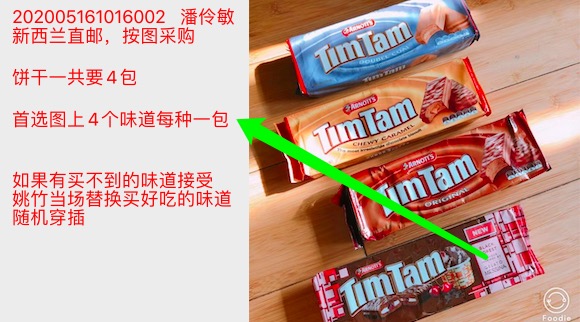 202005161016002 潘伶敏
新西兰直邮，按图采购
饼干一共要4包
首选图上4个味道每种一包
如果有买不到的味道接受
姚竹当场替换买好吃的味道
随机穿插
ARNOTT'S
TimTam
DOUBLE COAT
ARNOTT'S
TimTam
CHEWY CARAMEL
ARNOTT'S
TimTam
ORIGINAL
ARNOTT'S
NEW
TimTam
BLACK
FOREST
Foodie